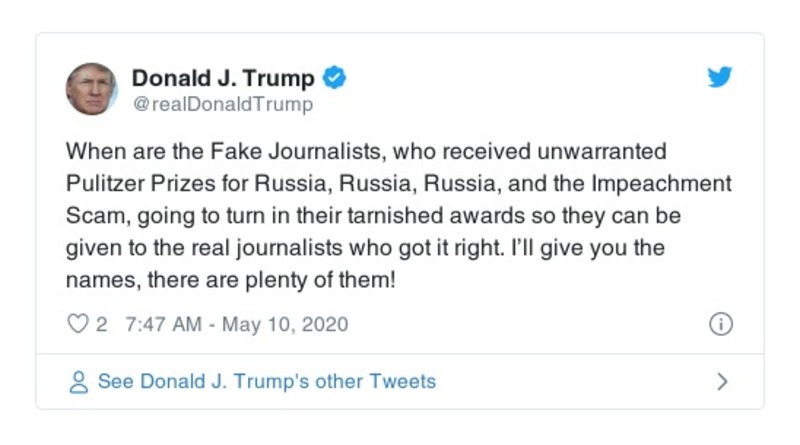 Donald J. Trump
@realDonaldTrump
When are the Fake Journalists, who received unwarranted
Pulitzer Prizes for Russia, Russia, Russia, and the Impeachment
Scam, going to turn in their tarnished awards so they can be
given to the real journalists who got it right. I’ll give you the
names, there are plenty of them!
2 7:47 AM - May 10, 2020
See Donald J. Trump's other Tweets